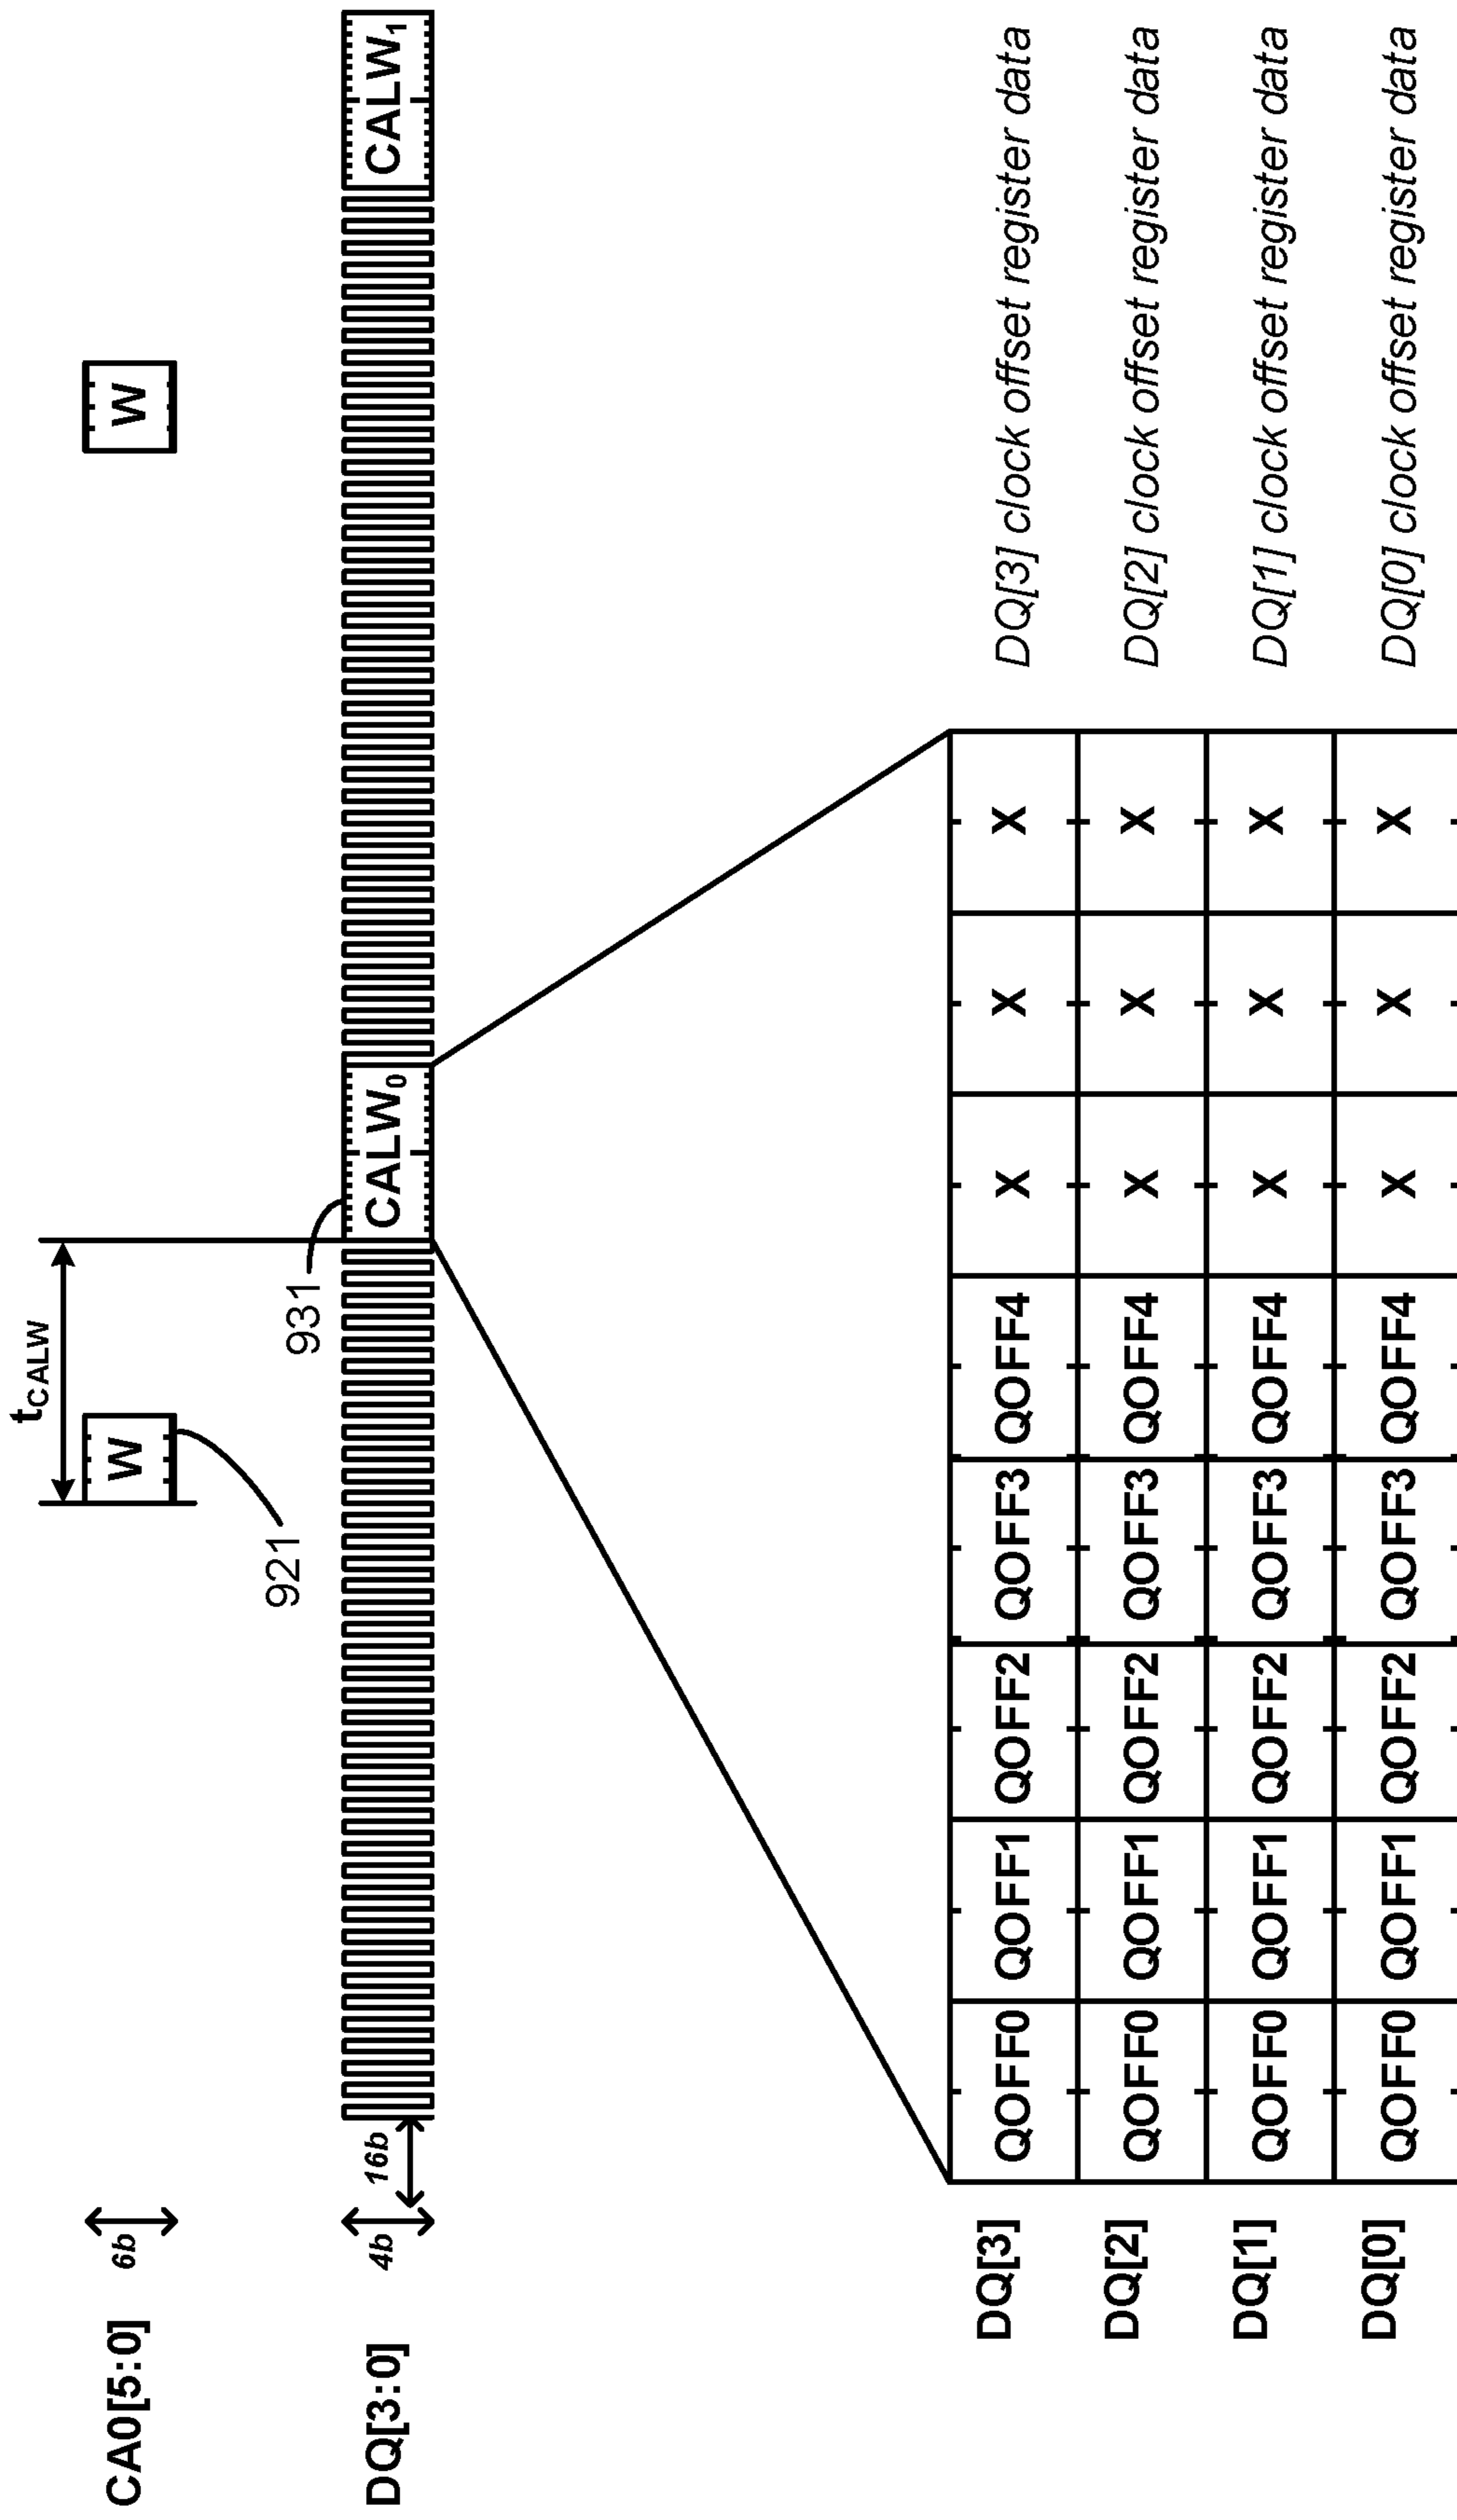 tCALW
CA0[5:0] 6b W W
921
931
DQ[3:0] 4b 16b CALW0 CALW1
DQ[3] QOFF0 QOFF1 QOFF2 QOFF3 QOFF4 X X X DQ[3] clock offset register data
DQ[2] QOFF0 QOFF1 QOFF2 QOFF3 QOFF4 X X X DQ[2] clock offset register data
DQ[1] QOFF0 QOFF1 QOFF2 QOFF3 QOFF4 X X X DQ[1] clock offset register data
DQ[0] QOFF0 QOFF1 QOFF2 QOFF3 QOFF4 X X X DQ[0] clock offset register data